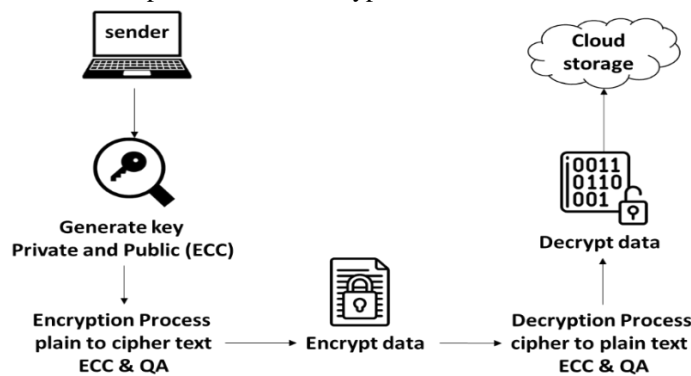 sender
Generate key
Private and Public (ECC)
Encryption Process
plain to cipher text
ECC & QA
Encrypt data
Decryption Process
cipher to plain text
ECC & QA
Decrypt data
0011
0110
001
Cloud
storage